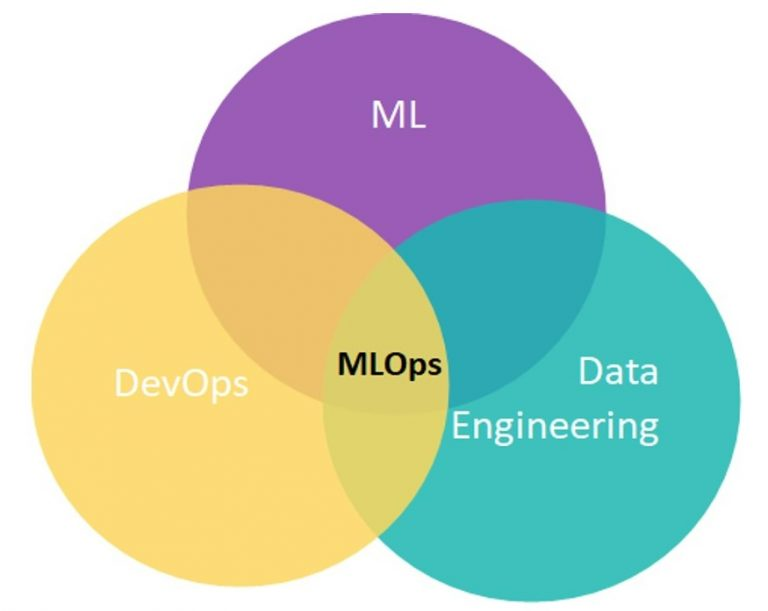 ML
MLOps
DevOps
Data
Engineering